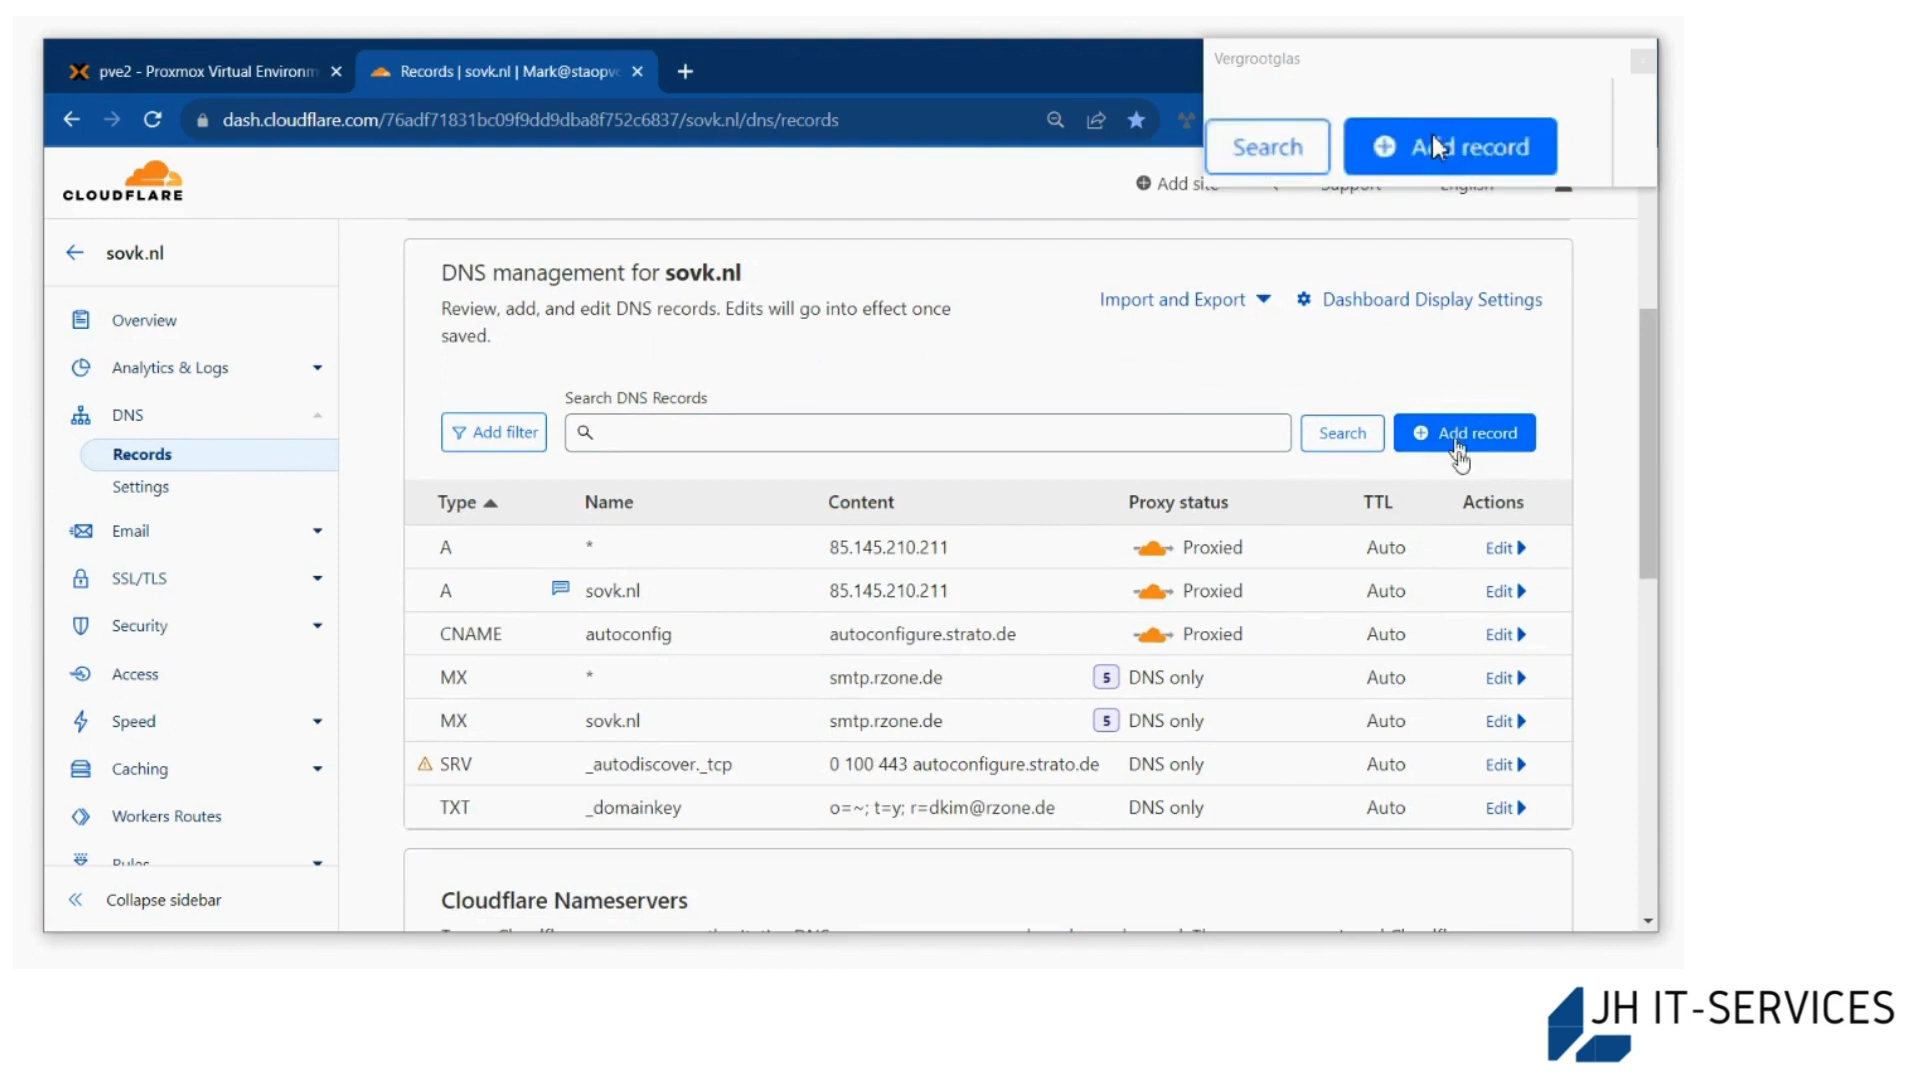 pve2 - Proxmox Virtual Environm
Records | sovk.nl | Mark@staopvo
dash.cloudflare.com/76adf71831bc09f9dd9dba8f752c6837/sovk.nl/dns/records
Vergrootglas
Search
Add record
CLOUDFLARE
Add site
Support
English
sovk.nl
Overview
Analytics & Logs
DNS
Records
Settings
Email
SSL/TLS
Security
Access
Speed
Caching
Workers Routes
Rules
Collapse sidebar
DNS management for sovk.nl
Review, add, and edit DNS records. Edits will go into effect once
saved.
Import and Export
Dashboard Display Settings
Search DNS Records
Add filter
Search
Add record
Type Name Content Proxy status TTL Actions
A * 85.145.210.211 Proxied Auto Edit
A sovk.nl 85.145.210.211 Proxied Auto Edit
CNAME autoconfig autoconfigure.strato.de Proxied Auto Edit
MX * smtp.rzone.de 5 DNS only Auto Edit
MX sovk.nl smtp.rzone.de 5 DNS only Auto Edit
SRV _autodiscover._tcp 0 100 443 autoconfigure.strato.de DNS only Auto Edit
TXT _domainkey o=~; t=y; r=dkim@rzone.de DNS only Auto Edit
Cloudflare Nameservers
JH IT-SERVICES